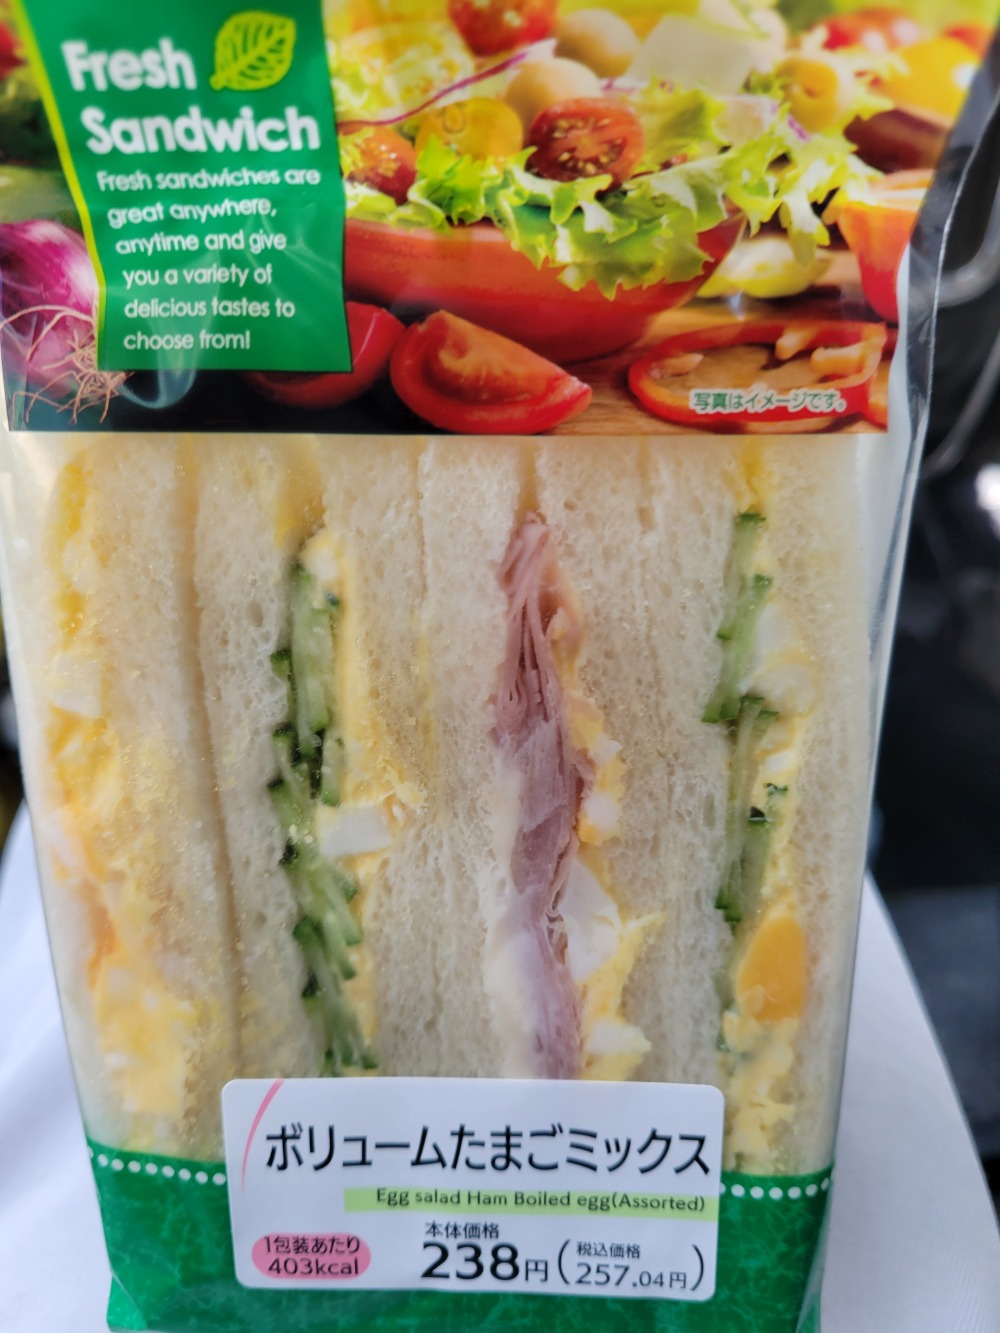 Fresh
Sandwich
Fresh sandwiches are
great anywhere,
anytime and give
you a variety of
delicious tastes to
choose from!
写真はイメージです。
ボリュームたまごミックス
Egg salad Ham Boiled egg(Assorted)
1包装あたり
403kcal
本体価格
238円
税込価格
(257.04円)